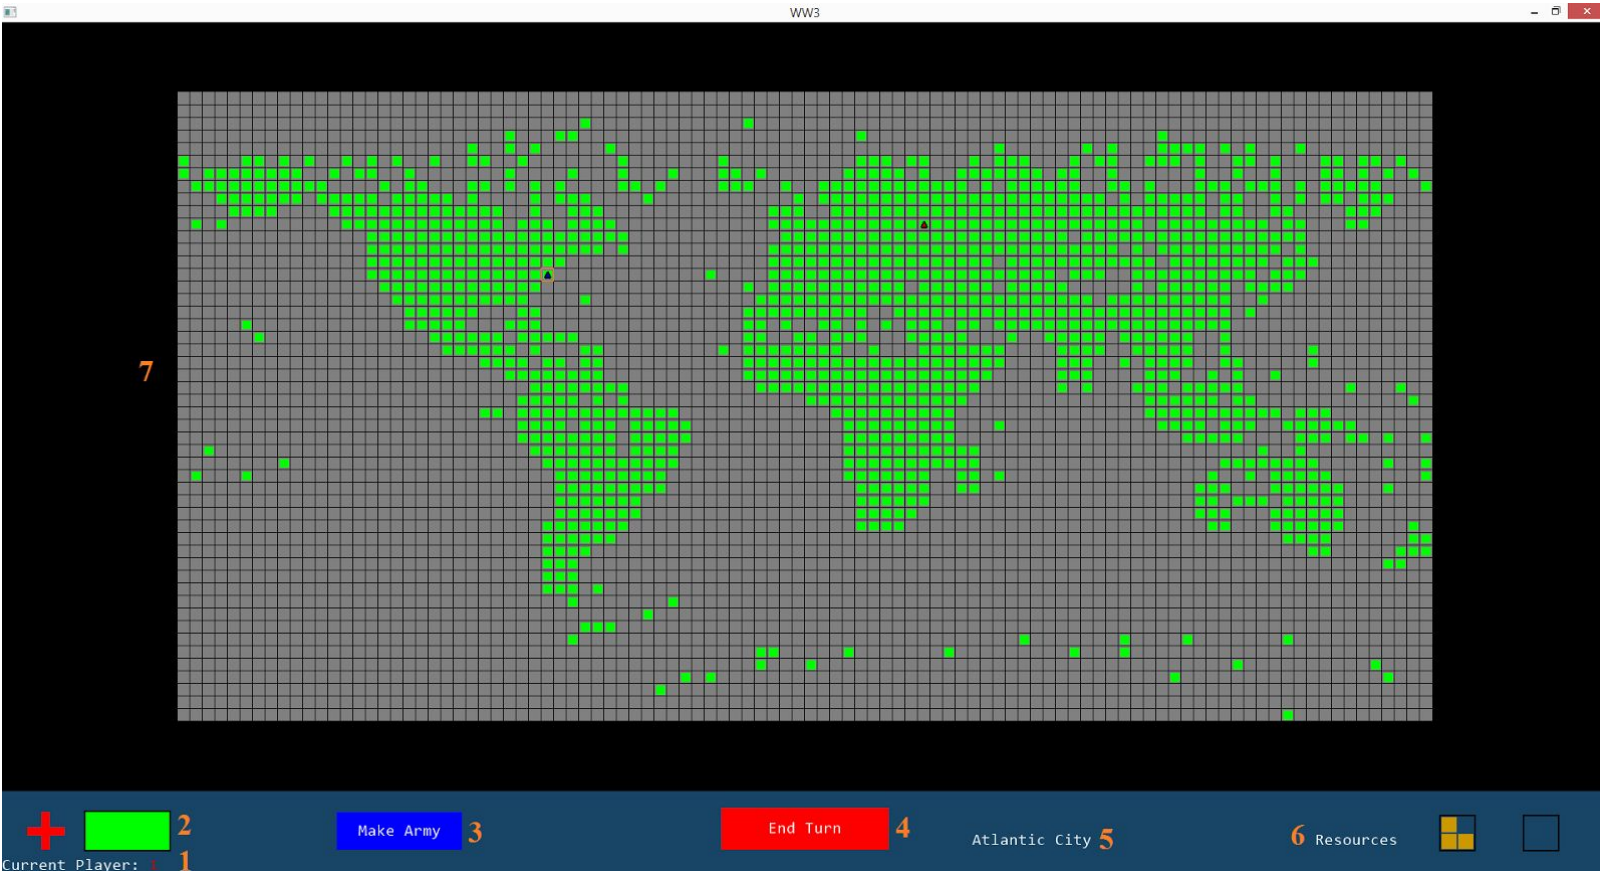 WW3
7
2
Make Army 3
End Turn 4
Atlantic City 5
6 Resources
Current Player: 1